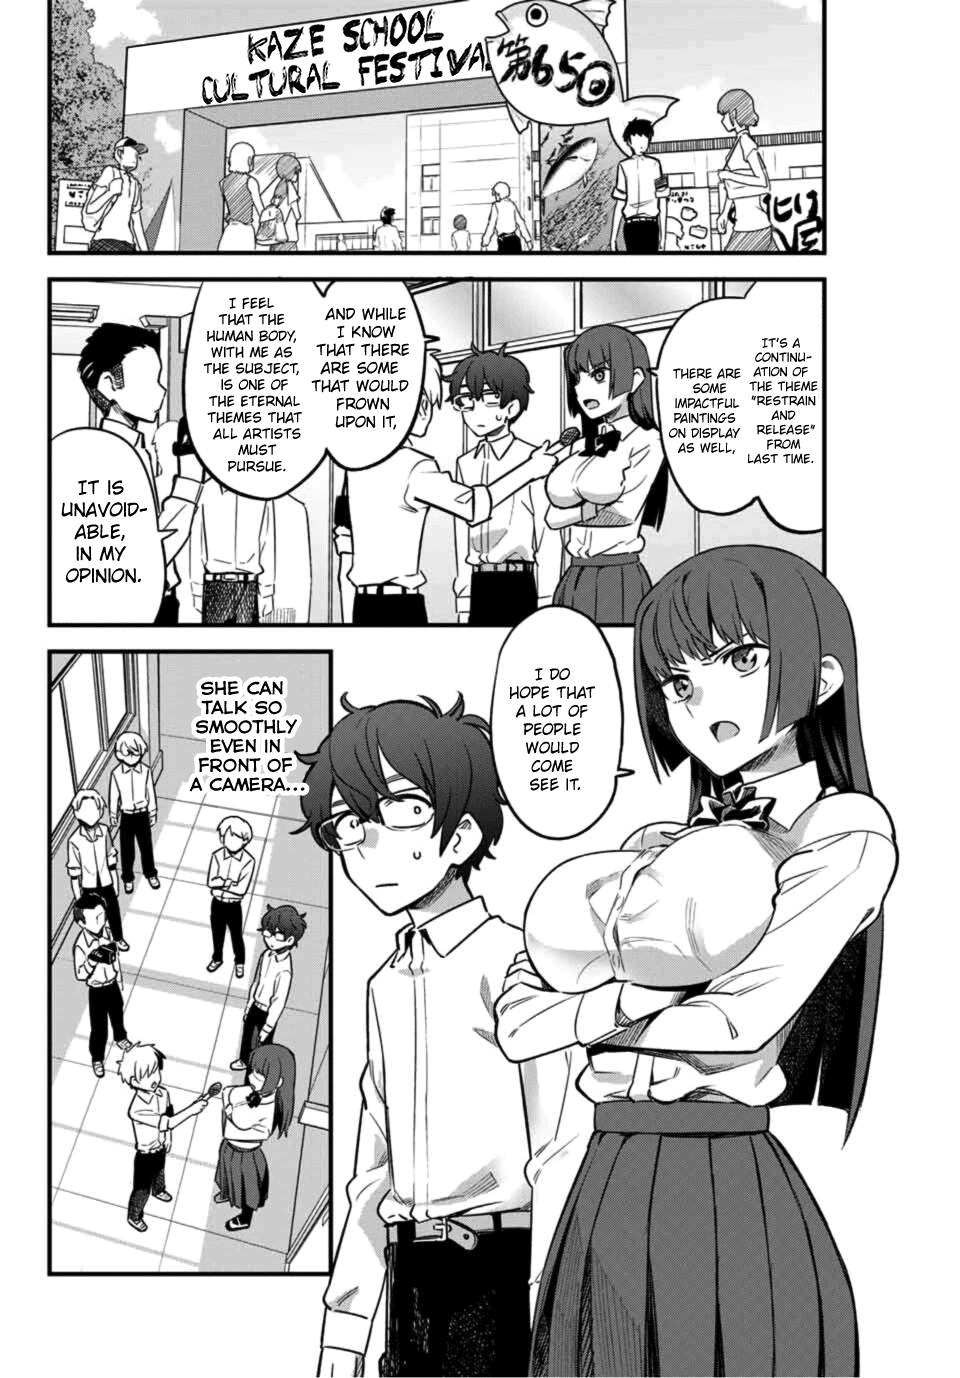 KAZE SCHOOL
CULTURAL FESTIVAL
第65回
IT'S A
CONTINU-
ATION OF
THE THEME
"RESTRAIN
AND
RELEASE"
FROM
LAST TIME.
THERE ARE
SOME
IMPACTFUL
PAINTINGS
ON DISPLAY
AS WELL,
AND WHILE
I KNOW
THAT THERE
ARE SOME
THAT WOULD
FROWN
UPON IT,
I FEEL
THAT THE
HUMAN BODY,
WITH ME AS
THE SUBJECT,
IS ONE OF
THE ETERNAL
THEMES THAT
ALL ARTISTS
MUST
PURSUE.
IT IS
UNAVOID-
ABLE,
IN MY
OPINION.
I DO
HOPE THAT
A LOT OF
PEOPLE
WOULD
COME
SEE IT.
SHE CAN
TALK SO
SMOOTHLY
EVEN IN
FRONT OF
A CAMERA...